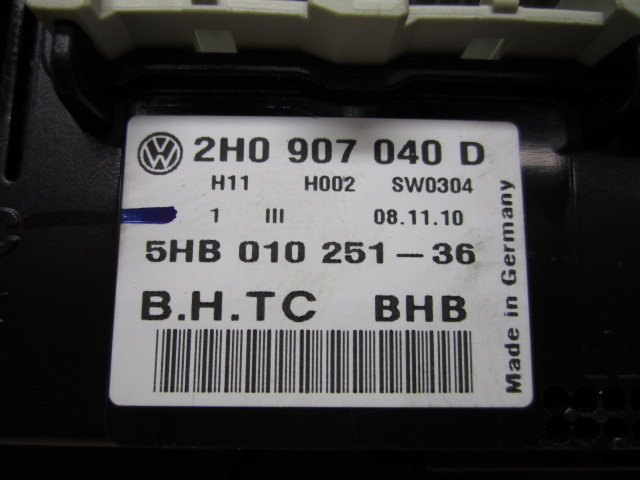 2H0 907 040 D
H11 H002 SW0304
1 III 08.11.10
5HB 010 251-36
B.H.TC BHB
Made in Germany